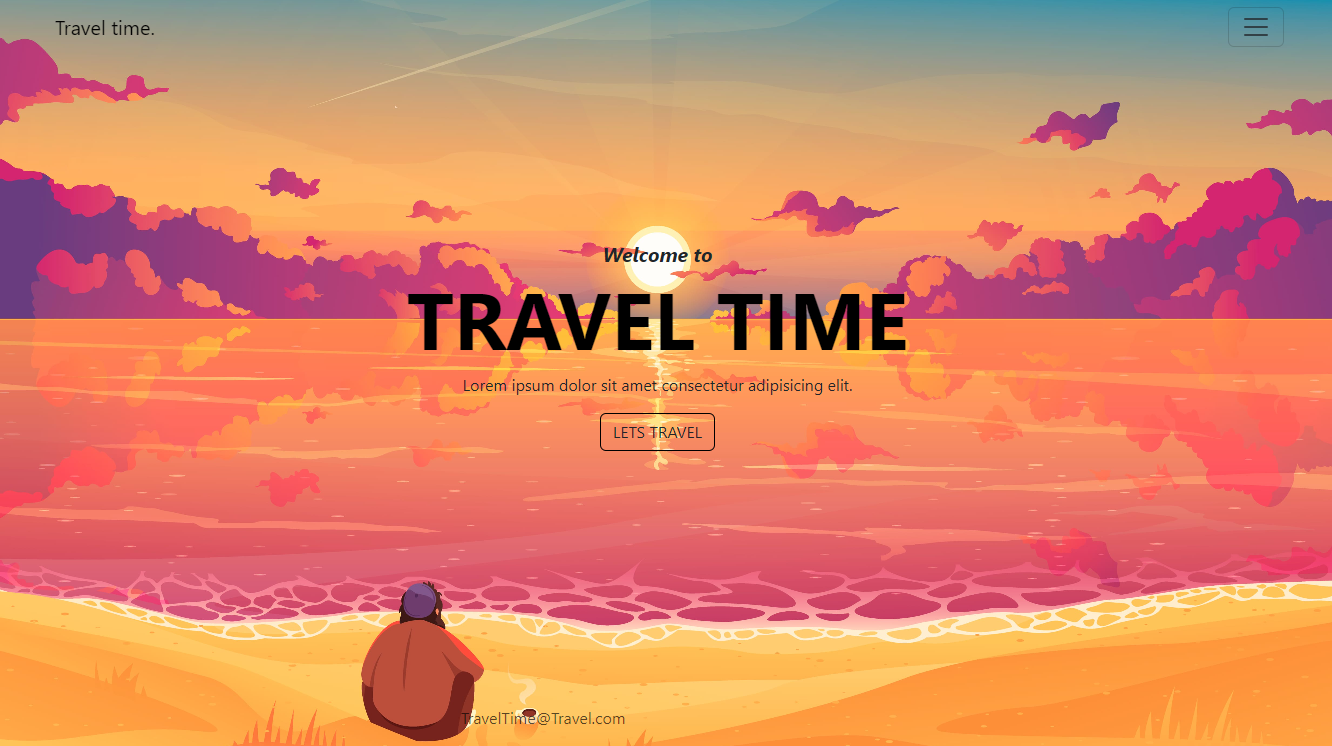 Travel time.
Welcome to
TRAVEL TIME
Lorem ipsum dolor sit amet consectetur adipisicing elit.
LETS TRAVEL
TravelTime@Travel.com